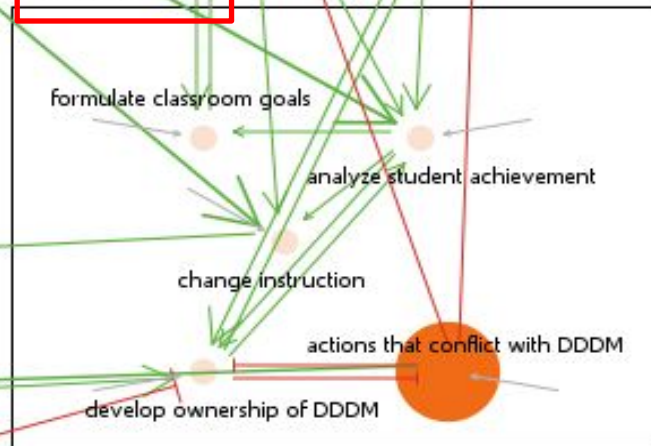 formulate classroom goals
analyze student achievement
change instruction
actions that conflict with DDDM
develop ownership of DDDM